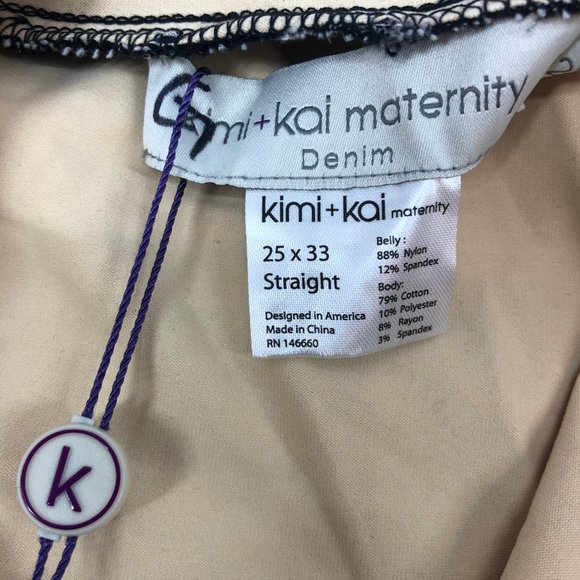 kimi+kai maternity
Denim
kimi+kai maternity
25 x 33
Straight
Belly :
88% Nylon
12% Spandex
Body:
79% Cotton
10% Polyester
8% Rayon
3% Spandex
Designed in America
Made in China
RN 146660
k